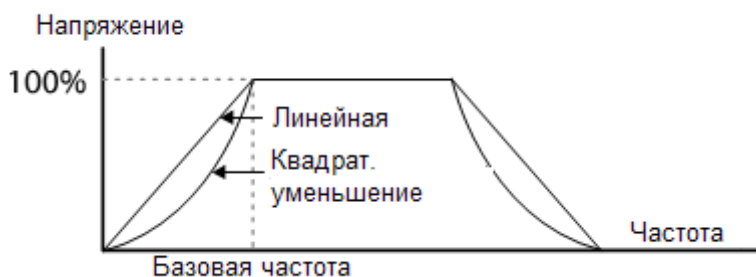 Напряжение
100%
Линейная
Квадрат.
уменьшение
Частота
Базовая частота